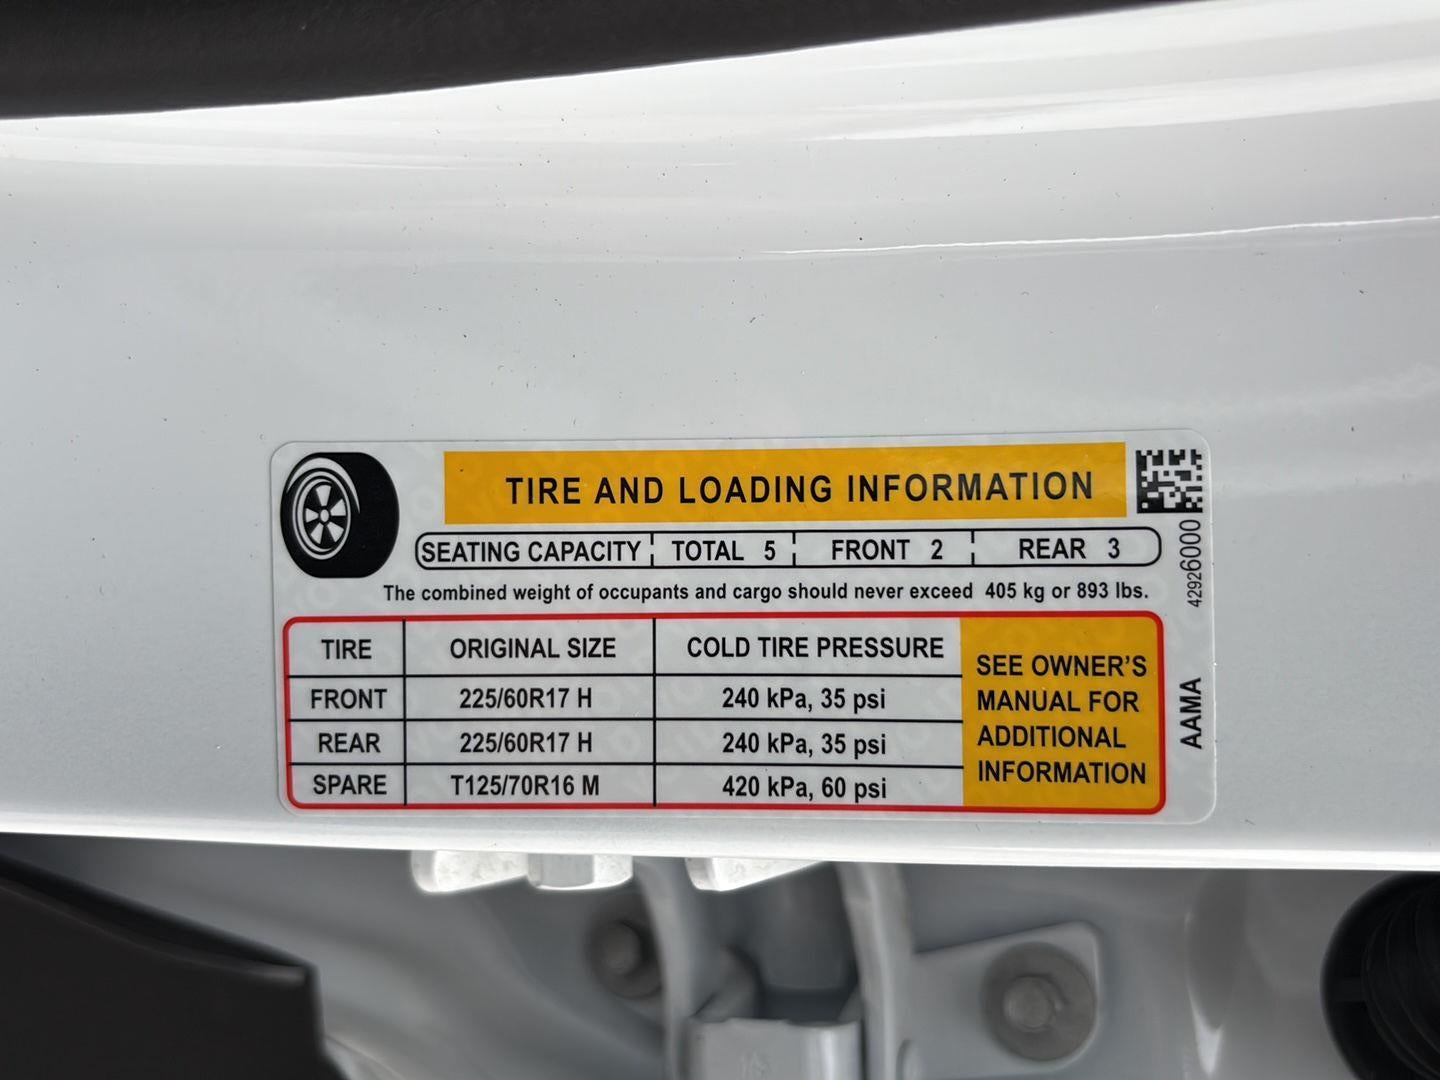 TIRE AND LOADING INFORMATION
SEATING CAPACITY TOTAL 5 FRONT 2 REAR 3
The combined weight of occupants and cargo should never exceed 405 kg or 893 lbs.
TIRE ORIGINAL SIZE COLD TIRE PRESSURE
FRONT 225/60R17 H 240 kPa, 35 psi
REAR 225/60R17 H 240 kPa, 35 psi
SPARE T125/70R16 M 420 kPa, 60 psi
SEE OWNER'S
MANUAL FOR
ADDITIONAL
INFORMATION
42926000
AAMA